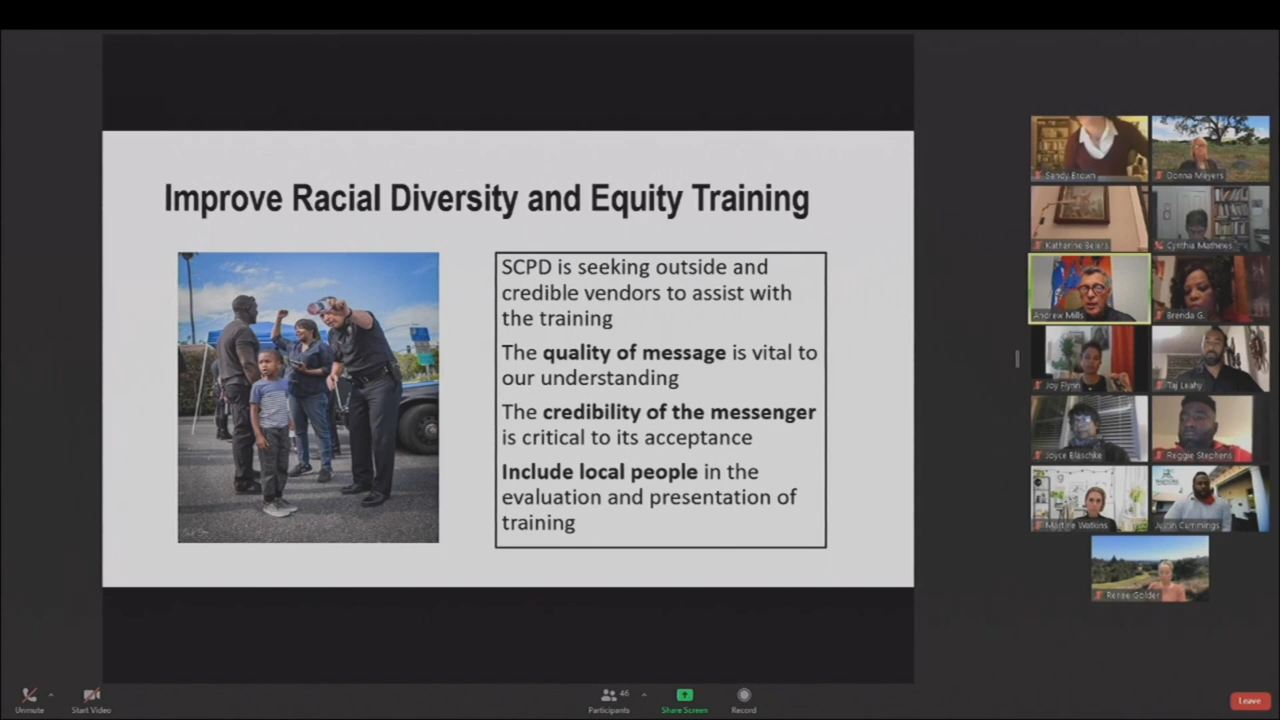 Improve Racial Diversity and Equity Training
SCPD is seeking outside and
credible vendors to assist with
the training
The quality of message is vital to
our understanding
The credibility of the messenger
is critical to its acceptance
Include local people in the
evaluation and presentation of
training
Sandy Brown
Donna Meyers
Katherine Beiers
Cynthia Mathews
Andrew Mills
Brenda G.
Joy Flynn
Taj Leahy
Joyce Blaschke
Reggie Stephens
Martine Watkins
Justin Cummings
Renee Golder
Unmute
Start Video
46
Participants
Share Screen
Record
Leave